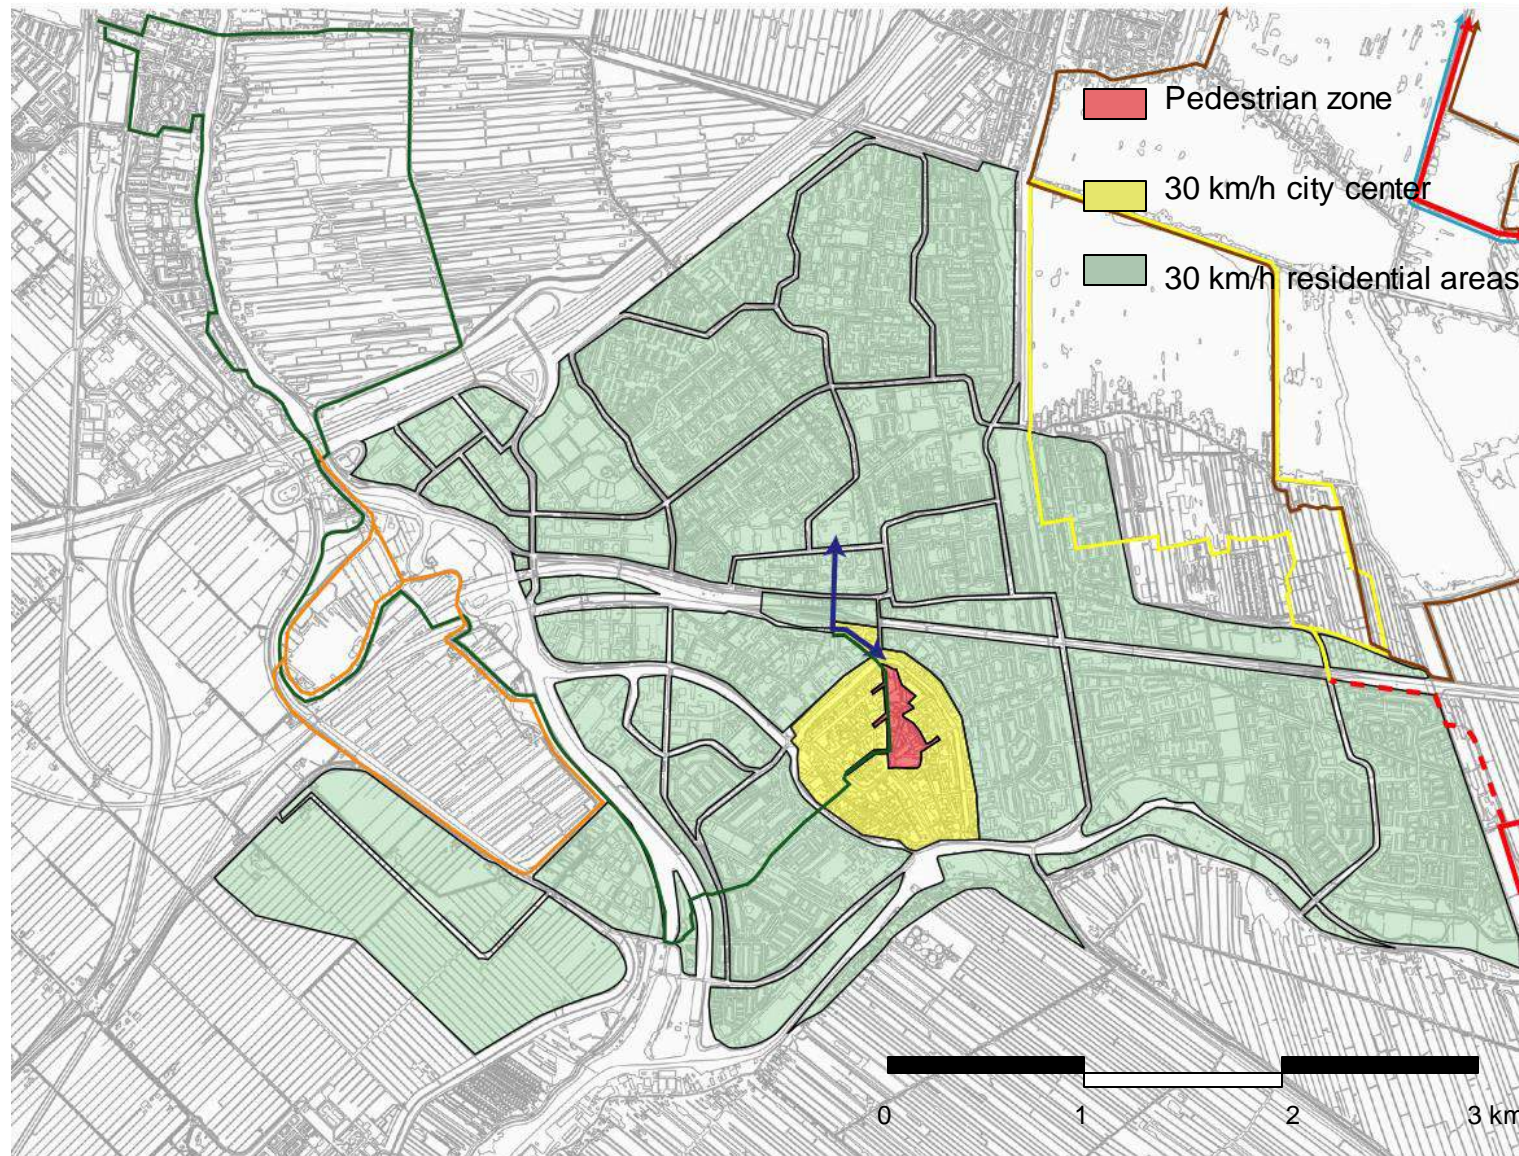 Pedestrian zone
30 km/h city center
30 km/h residential areas
0 1 2 3 km